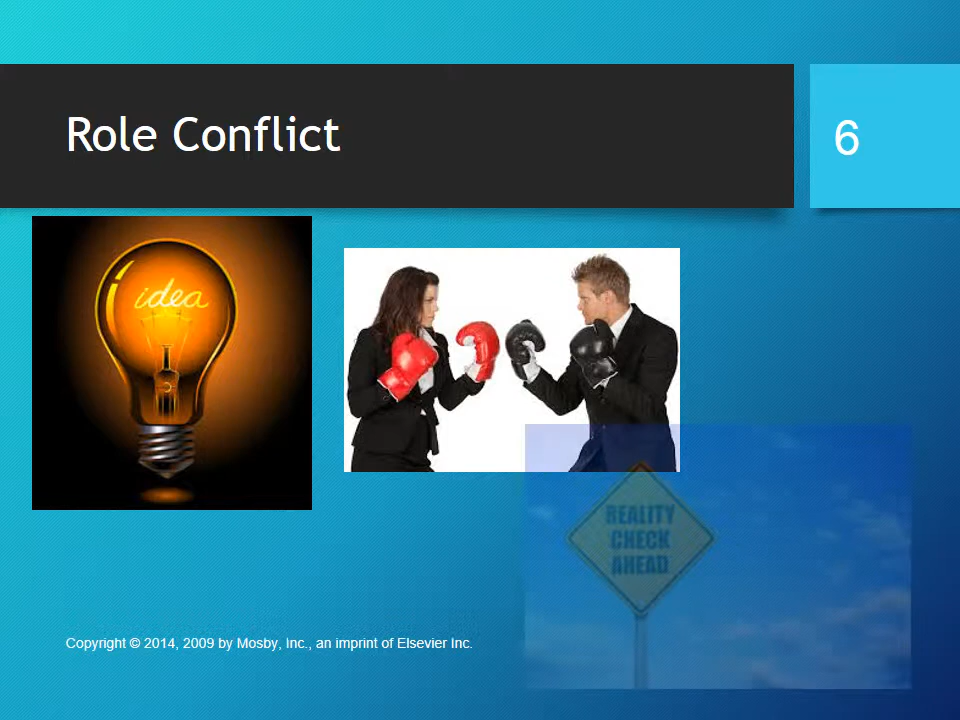 Role Conflict
6
idea
REALITY
CHECK
AHEAD
Copyright © 2014, 2009 by Mosby, Inc., an imprint of Elsevier Inc.